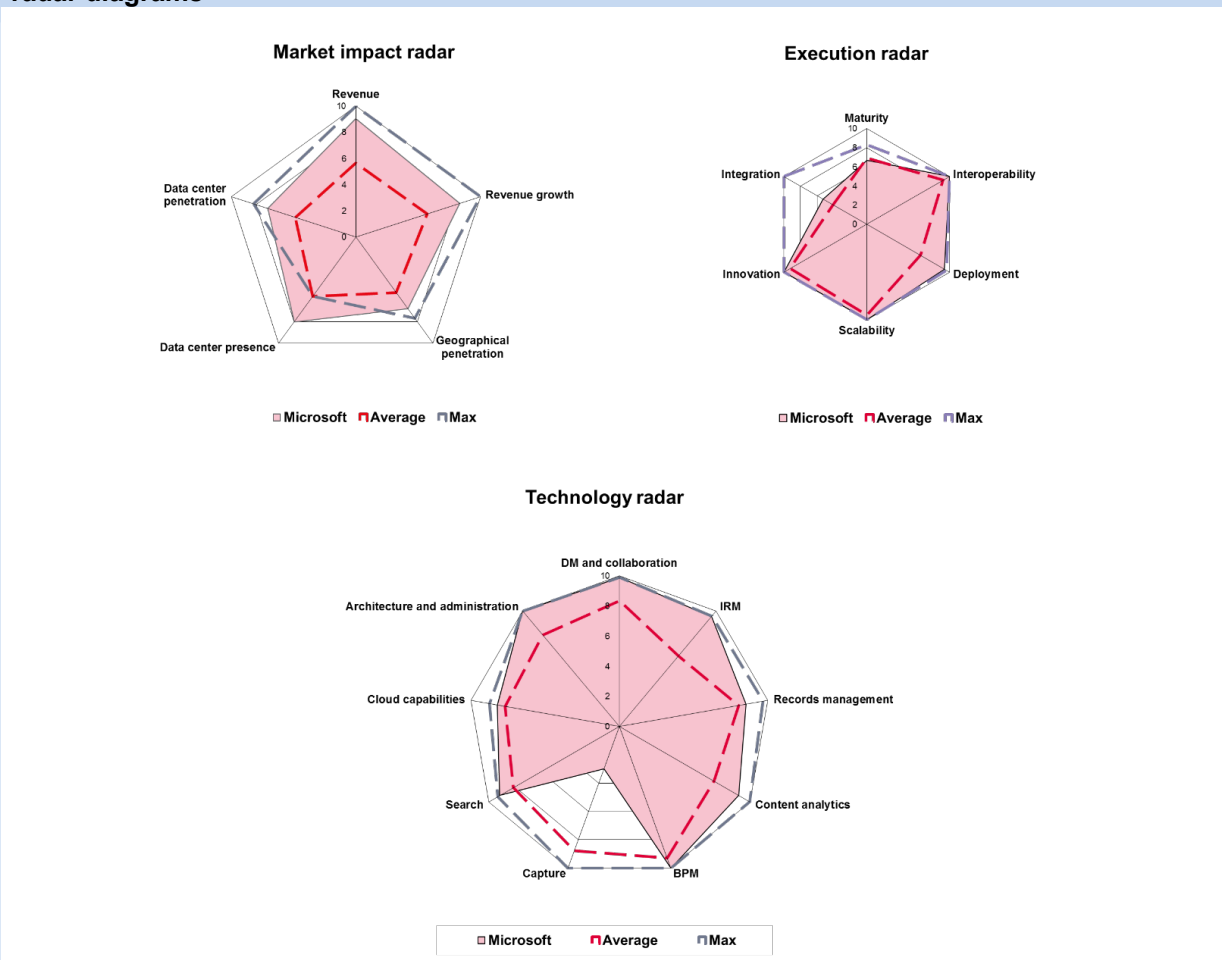 radar diagrams
Market impact radar
Revenue
10
8
6
4
2
0
Revenue growth
Geographical
penetration
Data center presence
Data center
penetration
Microsoft Average Max
Execution radar
Maturity
10
8
6
4
2
0
Interoperability
Deployment
Scalability
Innovation
Integration
Microsoft Average Max
Technology radar
DM and collaboration
10
8
6
4
2
0
IRM
Records management
Content analytics
BPM
Capture
Search
Cloud capabilities
Architecture and administration
Microsoft Average Max